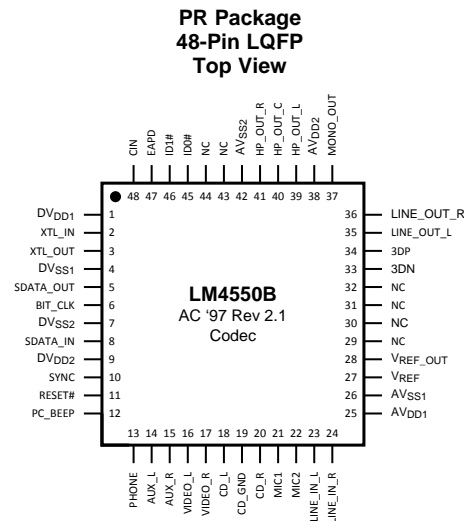 PR Package
48-Pin LQFP
Top View
CIN
EAPD
ID1#
ID0#
NC
NC
AVSS2
HP_OUT_R
HP_OUT_C
HP_OUT_L
AVDD2
MONO_OUT
48 47 46 45 44 43 42 41 40 39 38 37
DVDD1 1
XTL_IN 2
XTL_OUT 3
DVSS1 4
SDATA_OUT 5
BIT_CLK 6
DVSS2 7
SDATA_IN 8
DVDD2 9
SYNC 10
RESET# 11
PC_BEEP 12
LM4550B
AC '97 Rev 2.1
Codec
36 LINE_OUT_R
35 LINE_OUT_L
34 3DP
33 3DN
32 NC
31 NC
30 NC
29 NC
28 VREF_OUT
27 VREF
26 AVSS1
25 AVDD1
13 14 15 16 17 18 19 20 21 22 23 24
PHONE
AUX_L
AUX_R
VIDEO_L
VIDEO_R
CD_L
CD_GND
CD_R
MIC1
MIC2
LINE_IN_L
LINE_IN_R